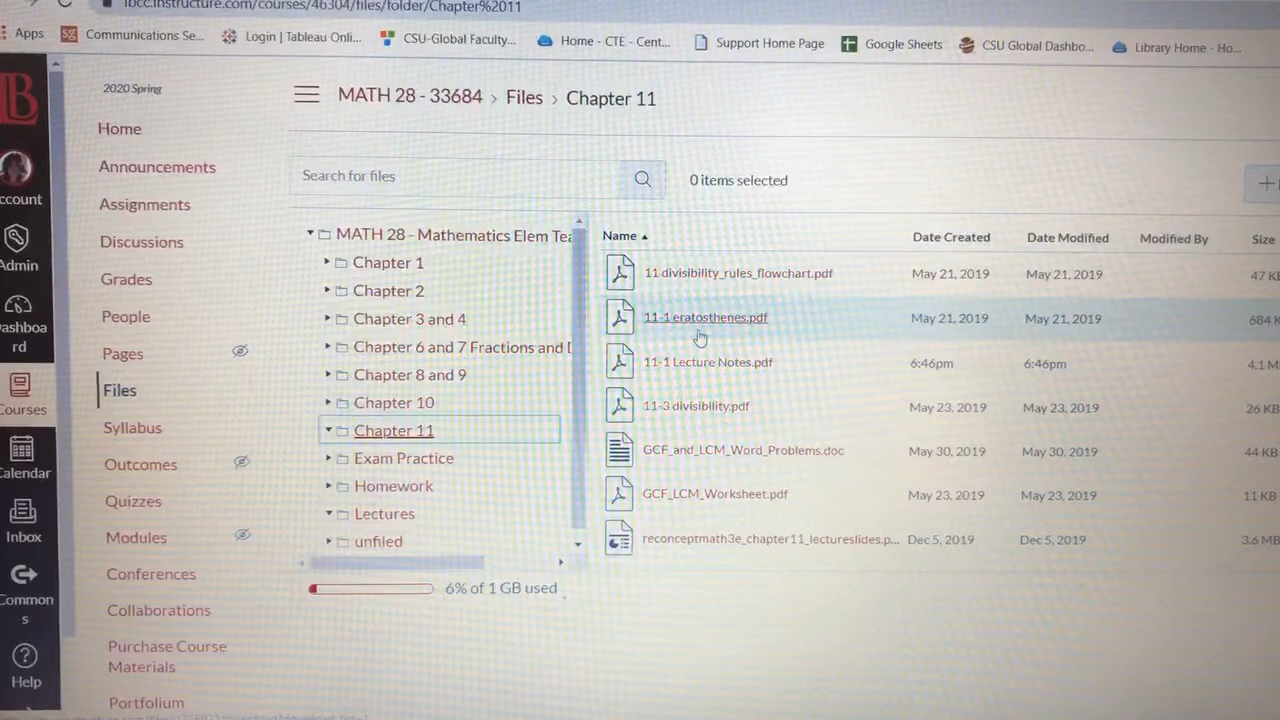 lbcc.instructure.com/courses/46304/files/folder/Chapter%2011
Apps
Communications Se...
Login | Tableau Onli...
CSU-Global Faculty...
Home - CTE - Cent...
Support Home Page
Google Sheets
CSU Global Dashbo...
Library Home - Ho...
2020 Spring
MATH 28 - 33684 › Files › Chapter 11
Home
Announcements
Assignments
Discussions
Grades
People
Pages
Files
Syllabus
Outcomes
Quizzes
Modules
Conferences
Collaborations
Purchase Course
Materials
Portfolium
ccount
Admin
ashboa
rd
Courses
Calendar
Inbox
Common
s
Help
Search for files
0 items selected
MATH 28 - Mathematics Elem Tea
Chapter 1
Chapter 2
Chapter 3 and 4
Chapter 6 and 7 Fractions and D
Chapter 8 and 9
Chapter 10
Chapter 11
Exam Practice
Homework
Lectures
unfiled
6% of 1 GB used
Name Date Created Date Modified Modified By Size
11 divisibility_rules_flowchart.pdf May 21, 2019 May 21, 2019 47 KB
11-1 eratosthenes.pdf May 21, 2019 May 21, 2019 684 K
11-1 Lecture Notes.pdf 6:46pm 6:46pm 4.1 M
11-3 divisibility.pdf May 23, 2019 May 23, 2019 26 KB
GCF_and_LCM_Word_Problems.doc May 30, 2019 May 30, 2019 44 KB
GCF_LCM_Worksheet.pdf May 23, 2019 May 23, 2019 11 KB
reconceptmath3e_chapter11_lectureslides.p... Dec 5, 2019 Dec 5, 2019 3.6 MB